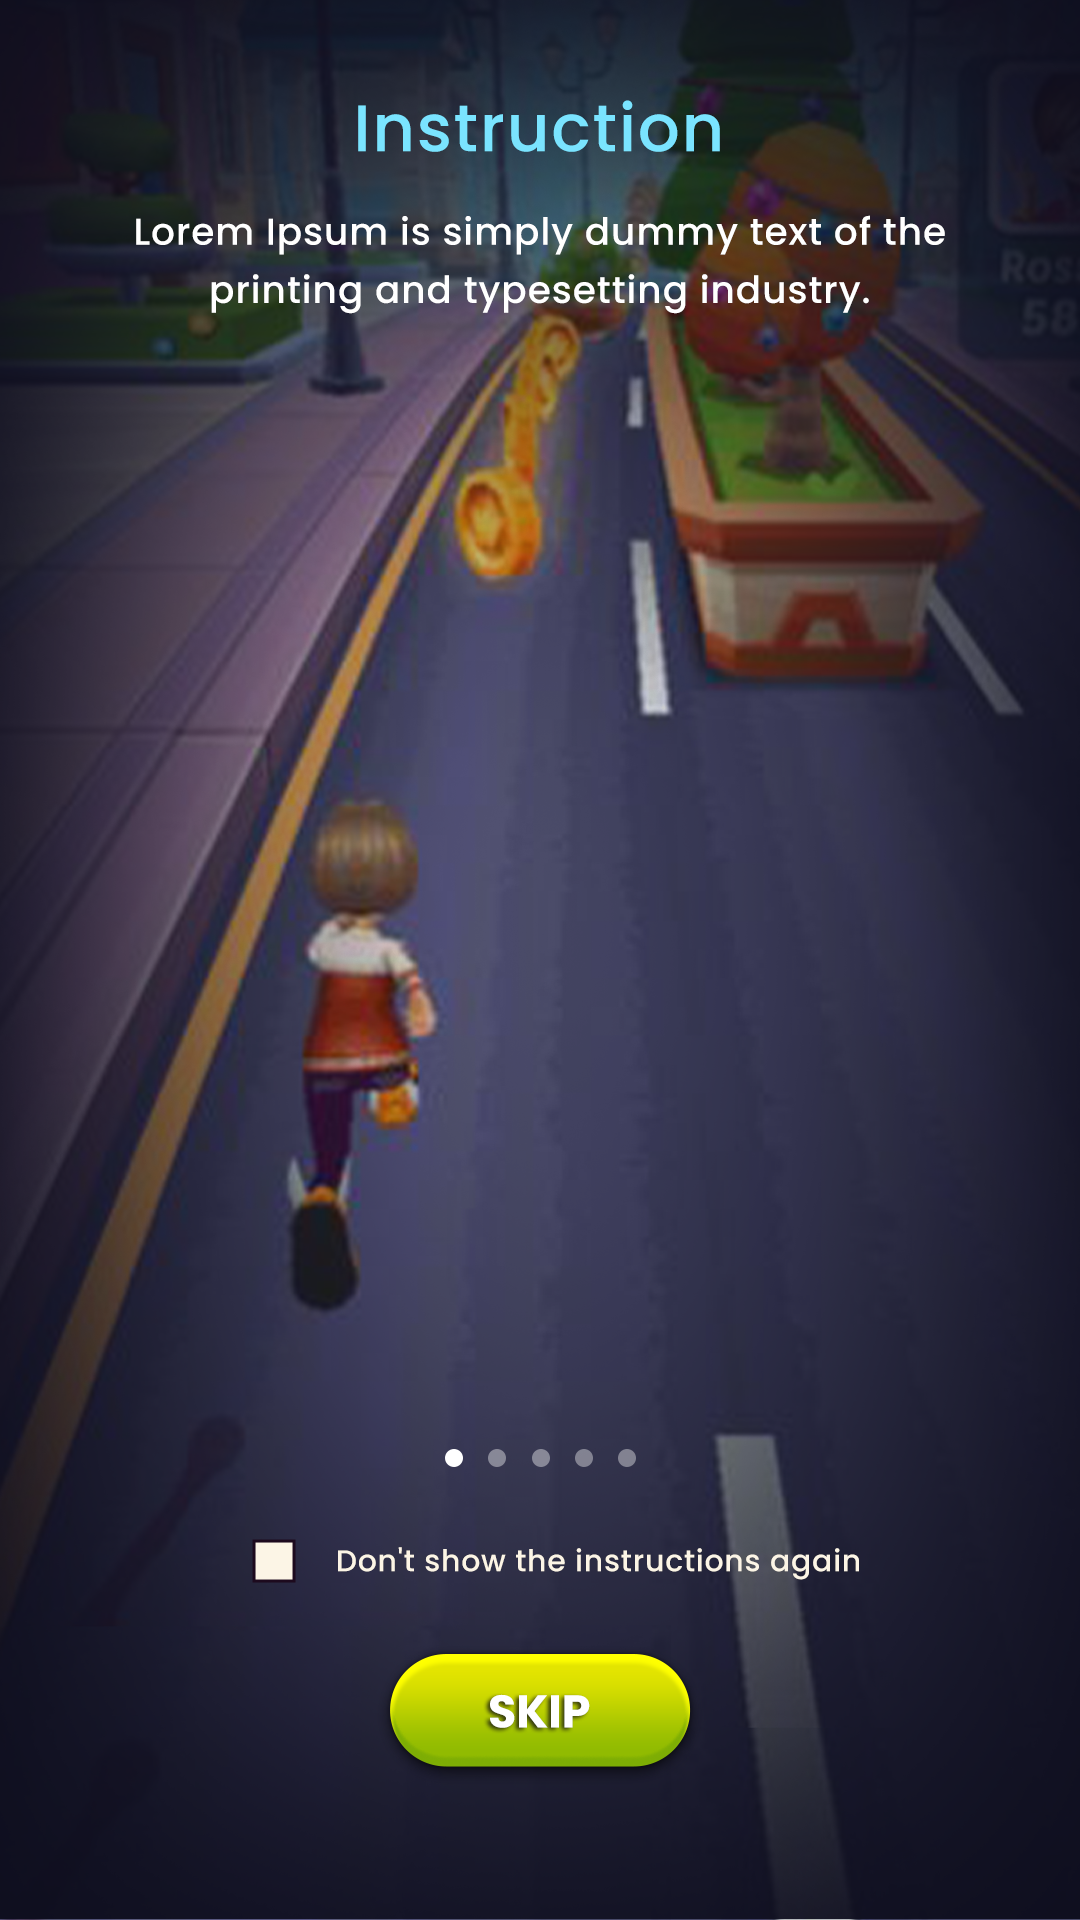 Instruction
Lorem Ipsum is simply dummy text of the
printing and typesetting industry.
58
Don't show the instructions again
SKIP